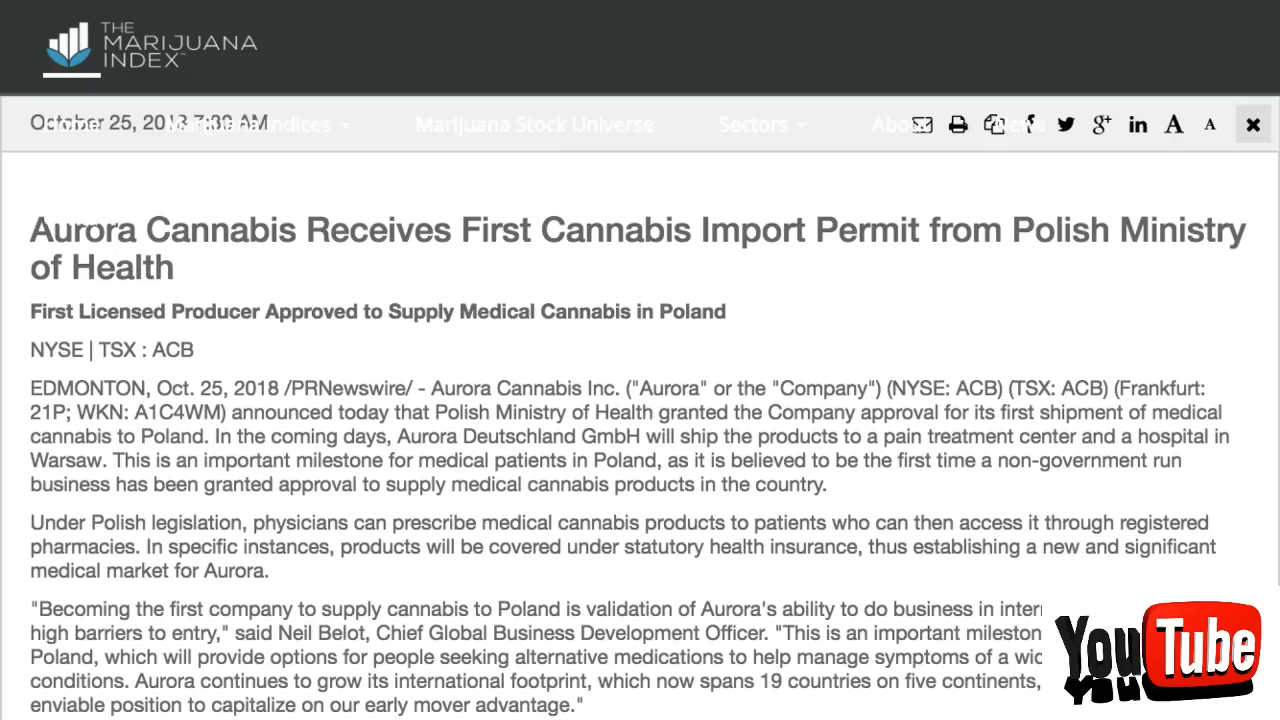 THE
MARIJUANA
INDEX™
October 25, 2018 7:30 AM
Home Marijuana Indices Marijuana Stock Universe Sectors About News
Aurora Cannabis Receives First Cannabis Import Permit from Polish Ministry
of Health
First Licensed Producer Approved to Supply Medical Cannabis in Poland
NYSE | TSX : ACB
EDMONTON, Oct. 25, 2018 /PRNewswire/ - Aurora Cannabis Inc. ("Aurora" or the "Company") (NYSE: ACB) (TSX: ACB) (Frankfurt:
21P; WKN: A1C4WM) announced today that Polish Ministry of Health granted the Company approval for its first shipment of medical
cannabis to Poland. In the coming days, Aurora Deutschland GmbH will ship the products to a pain treatment center and a hospital in
Warsaw. This is an important milestone for medical patients in Poland, as it is believed to be the first time a non-government run
business has been granted approval to supply medical cannabis products in the country.
Under Polish legislation, physicians can prescribe medical cannabis products to patients who can then access it through registered
pharmacies. In specific instances, products will be covered under statutory health insurance, thus establishing a new and significant
medical market for Aurora.
"Becoming the first company to supply cannabis to Poland is validation of Aurora's ability to do business in
high barriers to entry," said Neil Belot, Chief Global Business Development Officer. "This is an important
Poland, which will provide options for people seeking alternative medications to help manage symptoms of a
conditions. Aurora continues to grow its international footprint, which now spans 19 countries on five continents,
enviable position to capitalize on our early mover advantage."
YouTube